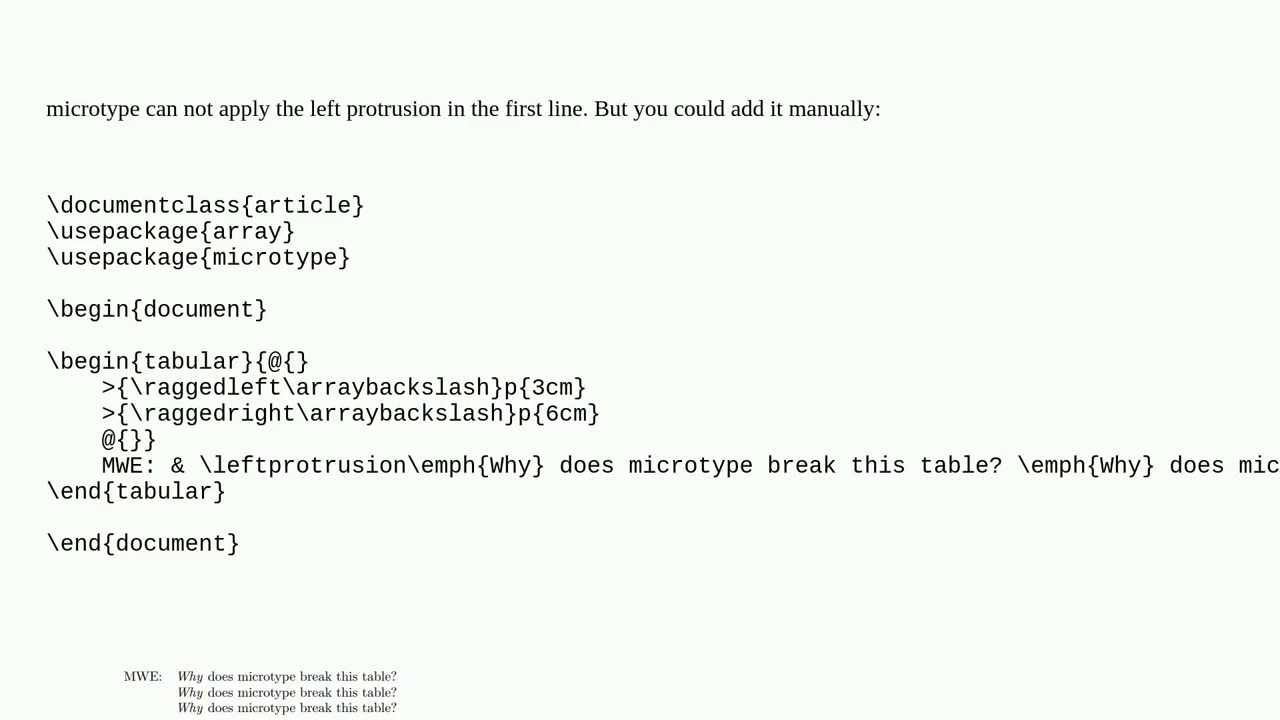 microtype can not apply the left protrusion in the first line. But you could add it manually:
\documentclass{article}
\usepackage{array}
\usepackage{microtype}
\begin{document}
\begin{tabular}{@{}
    >{\raggedleft\arraybackslash}p{3cm}
    >{\raggedright\arraybackslash}p{6cm}
    @{}}
    MWE: & \leftprotrusion\emph{Why} does microtype break this table? \emph{Why} does mic
\end{tabular}
\end{document}
MWE: Why does microtype break this table?
Why does microtype break this table?
Why does microtype break this table?